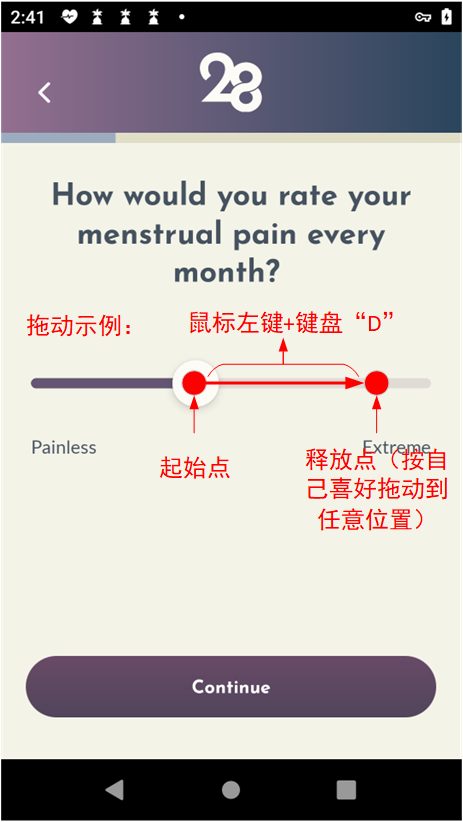 2:41
28
How would you rate your
menstrual pain every
month?
拖动示例：
鼠标左键+键盘“D”
Painless
Extreme
起始点
释放点（按自
己喜好拖动到
任意位置）
Continue